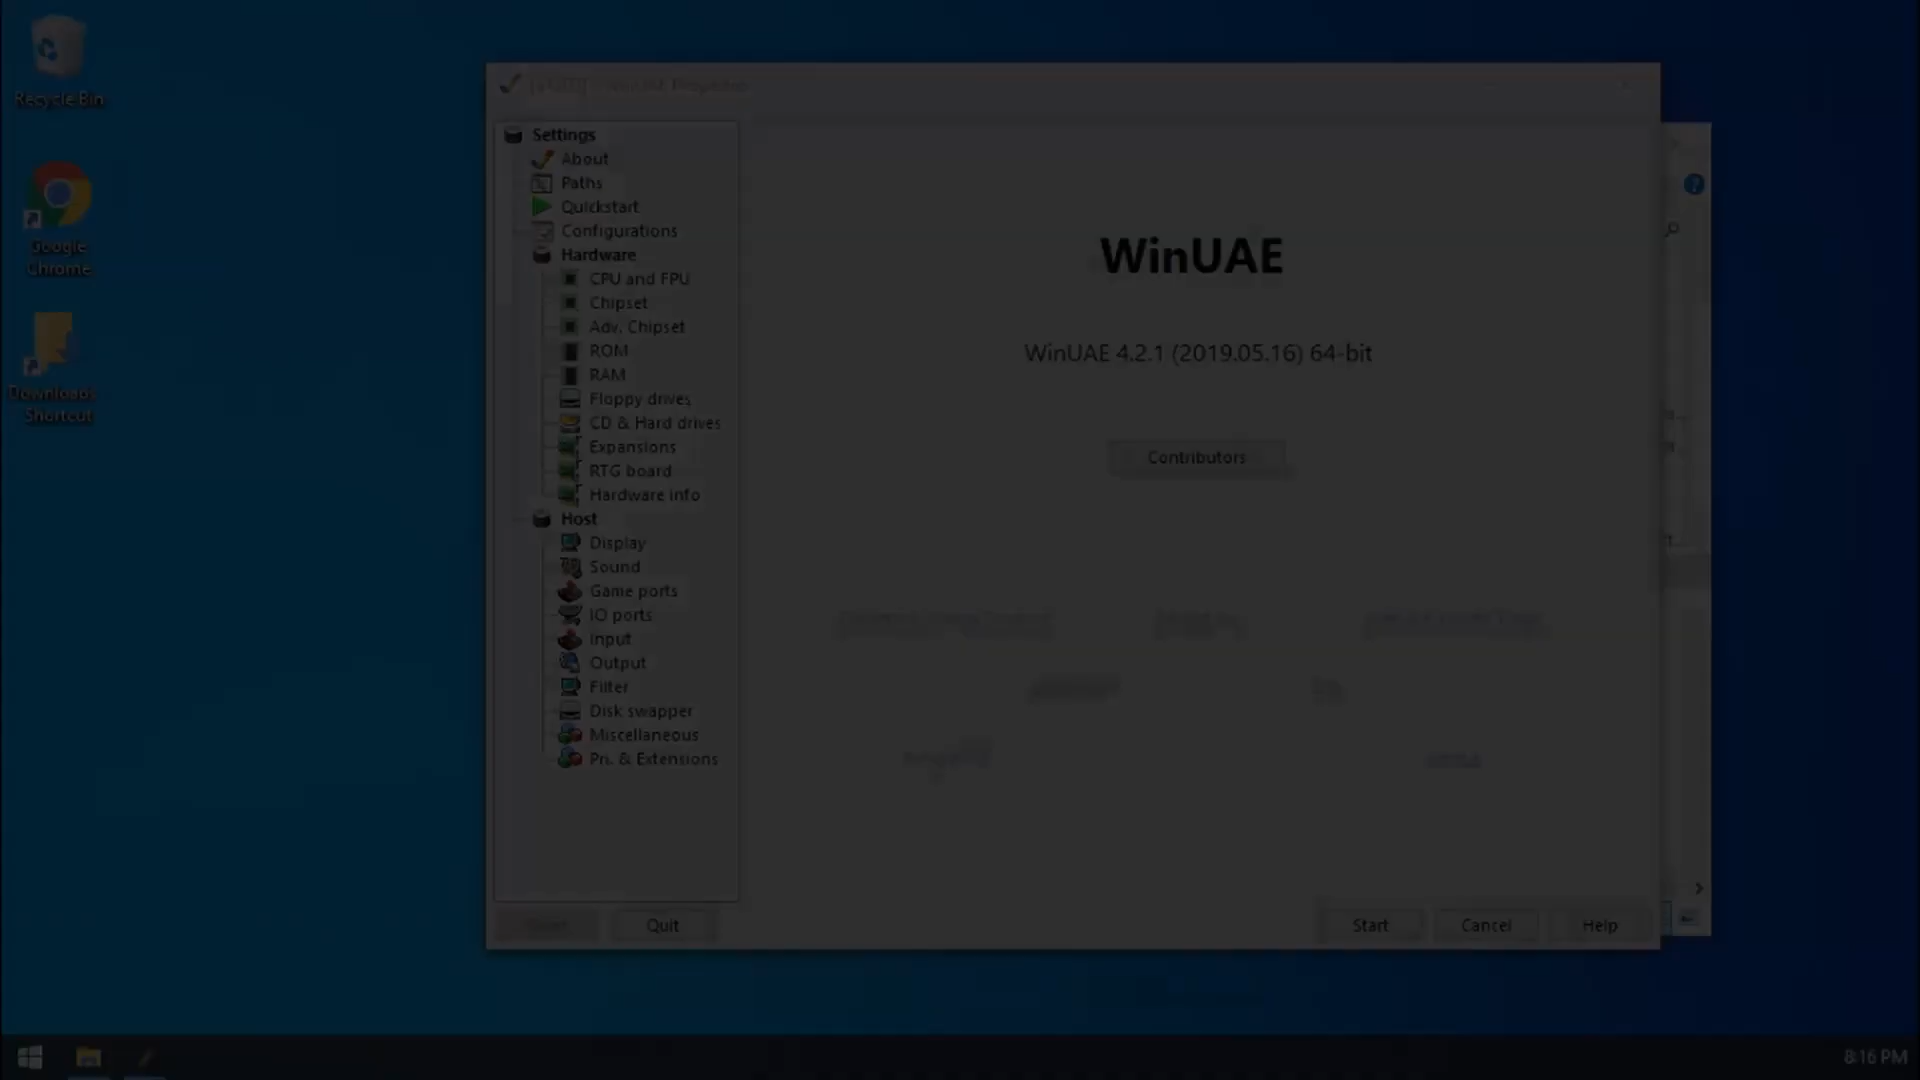 Recycle Bin
Google
Chrome
Downloads
Shortcut
WinUAE Properties
Settings
About
Paths
Quickstart
Configurations
Hardware
CPU and FPU
Chipset
Adv. Chipset
ROM
RAM
Floppy drives
CD & Hard drives
Expansions
RTG board
Hardware info
Host
Display
Sound
Game ports
IO ports
Input
Output
Filter
Disk swapper
Miscellaneous
Pri. & Extensions
WinUAE
WinUAE 4.2.1 (2019.05.16) 64-bit
Contributors
Quit
Start
Cancel
Help
8:16 PM